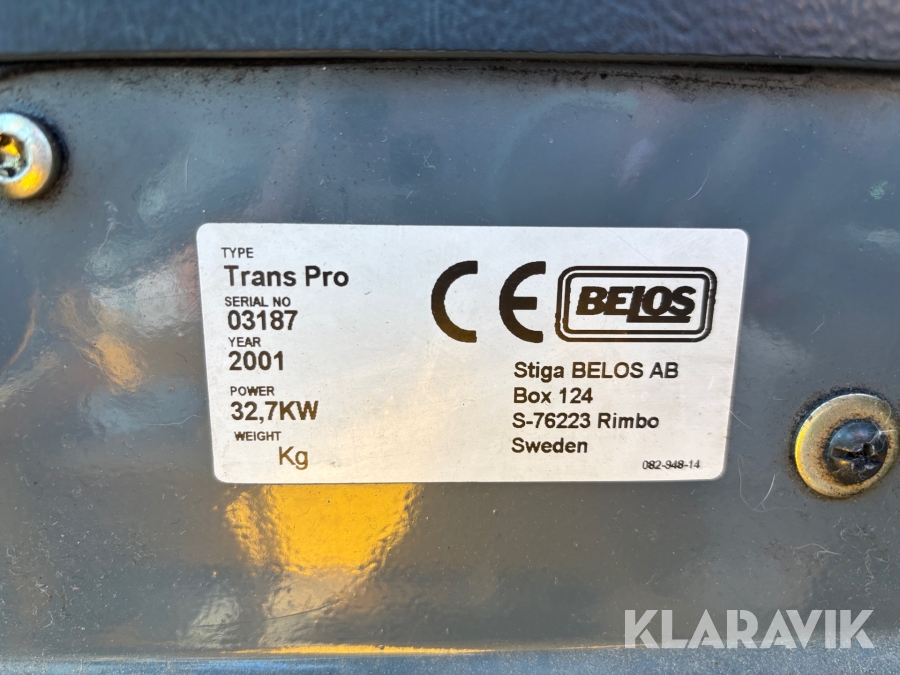 TYPE
Trans Pro
SERIAL NO
03187
YEAR
2001
POWER
32,7KW
WEIGHT
Kg
CE
BELOS
Stiga BELOS AB
Box 124
S-76223 Rimbo
Sweden
082-948-14
KLARAVIK